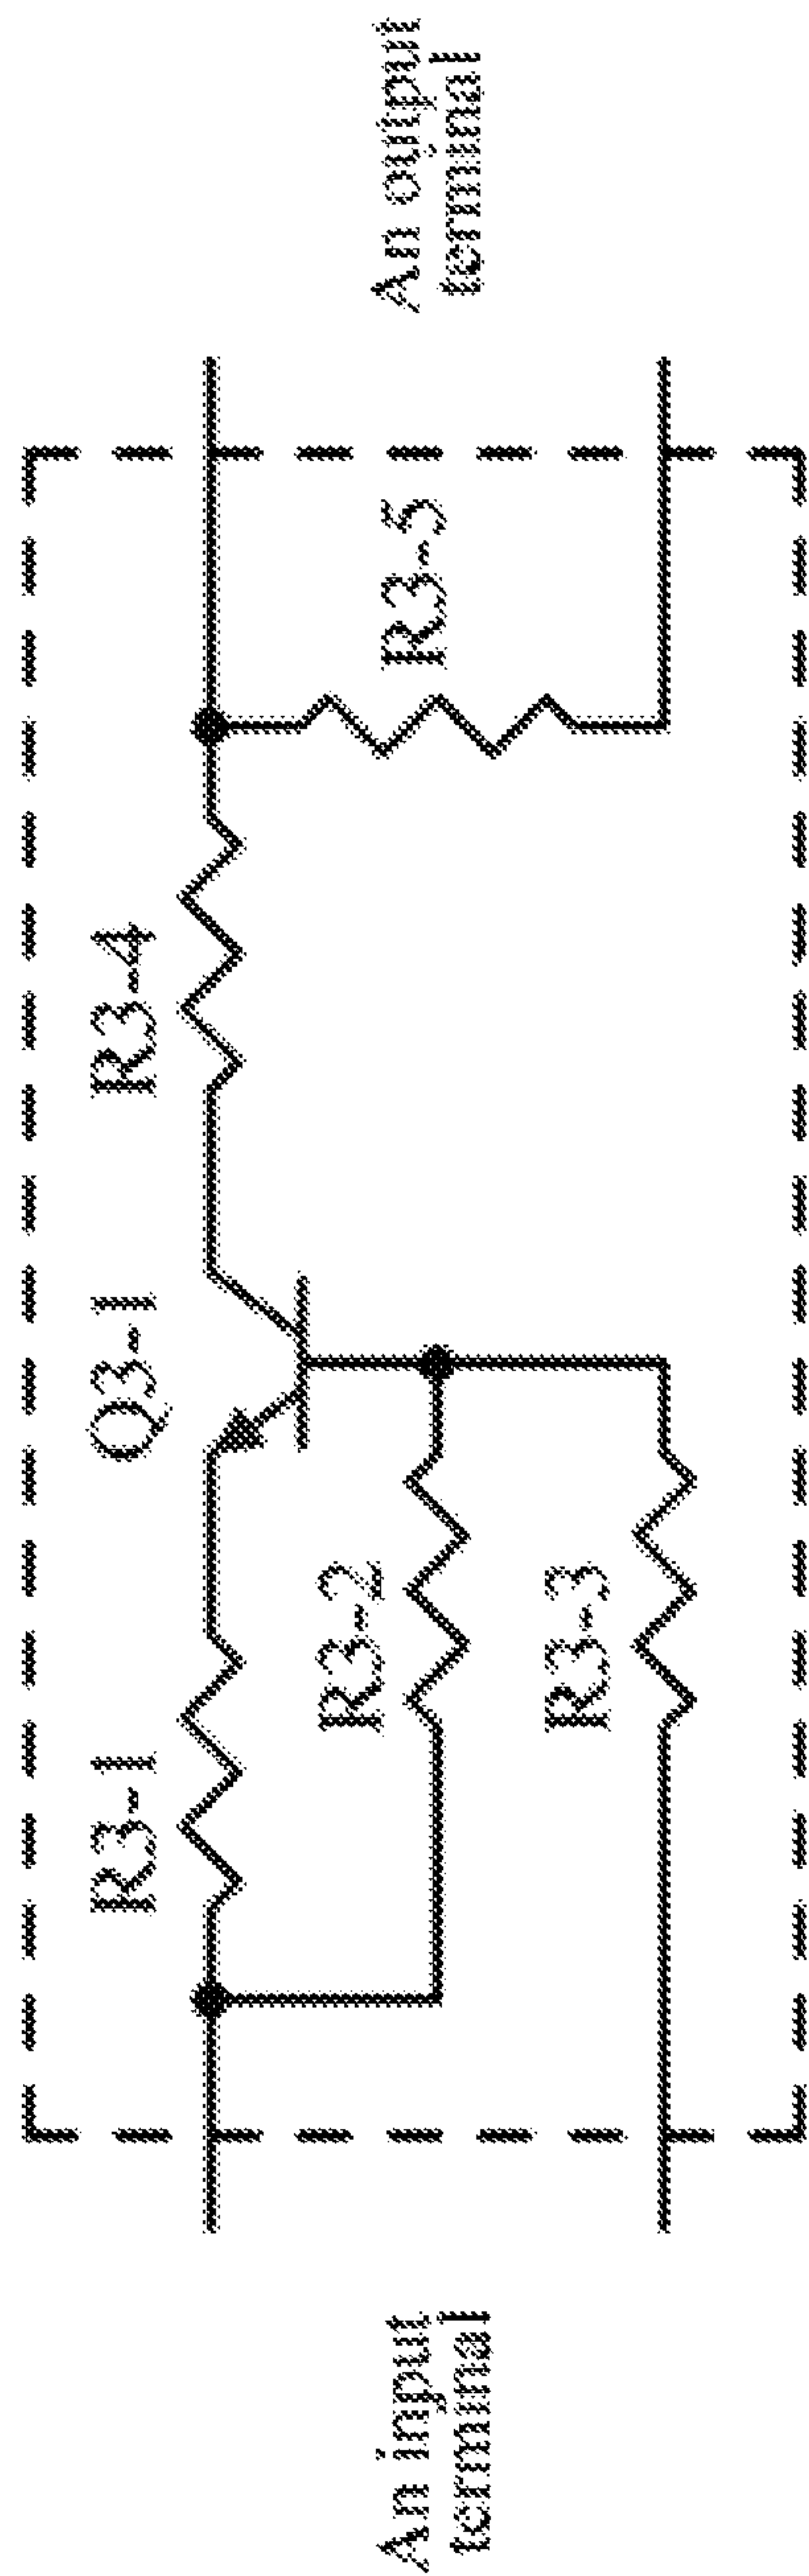 R3-1
Q3-1
R3-4
R3-2
R3-3
R3-5
An input
terminal
An output
terminal